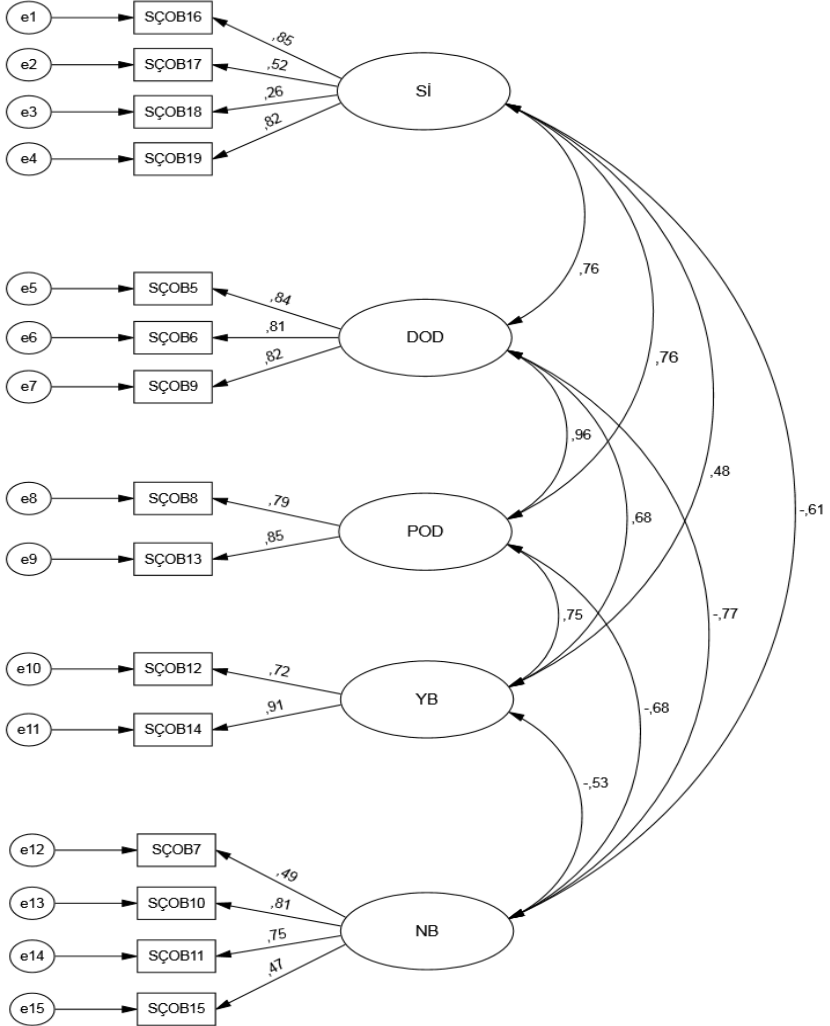 e1
SÇOB16
,85
e2
SÇOB17
,52
Sİ
e3
SÇOB18
,26
e4
SÇOB19
,82
,76
e5
SÇOB5
,84
e6
SÇOB6
,81
DOD
e7
SÇOB9
,82
,76
,96
,48
e8
SÇOB8
,79
-,61
,68
POD
e9
SÇOB13
,85
,75
-,77
e10
SÇOB12
,72
YB
e11
SÇOB14
,91
-,68
-,53
e12
SÇOB7
,49
e13
SÇOB10
,81
NB
e14
SÇOB11
,75
e15
SÇOB15
,47